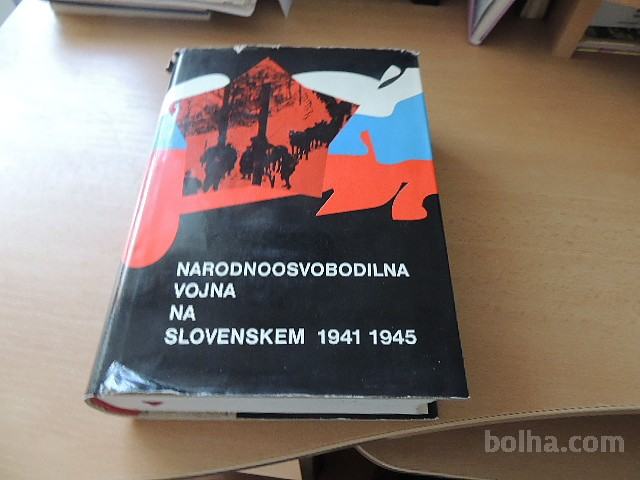 NARODNOOSVOBODILNA
VOJNA
NA
SLOVENSKEM 1941 1945
bolha.com